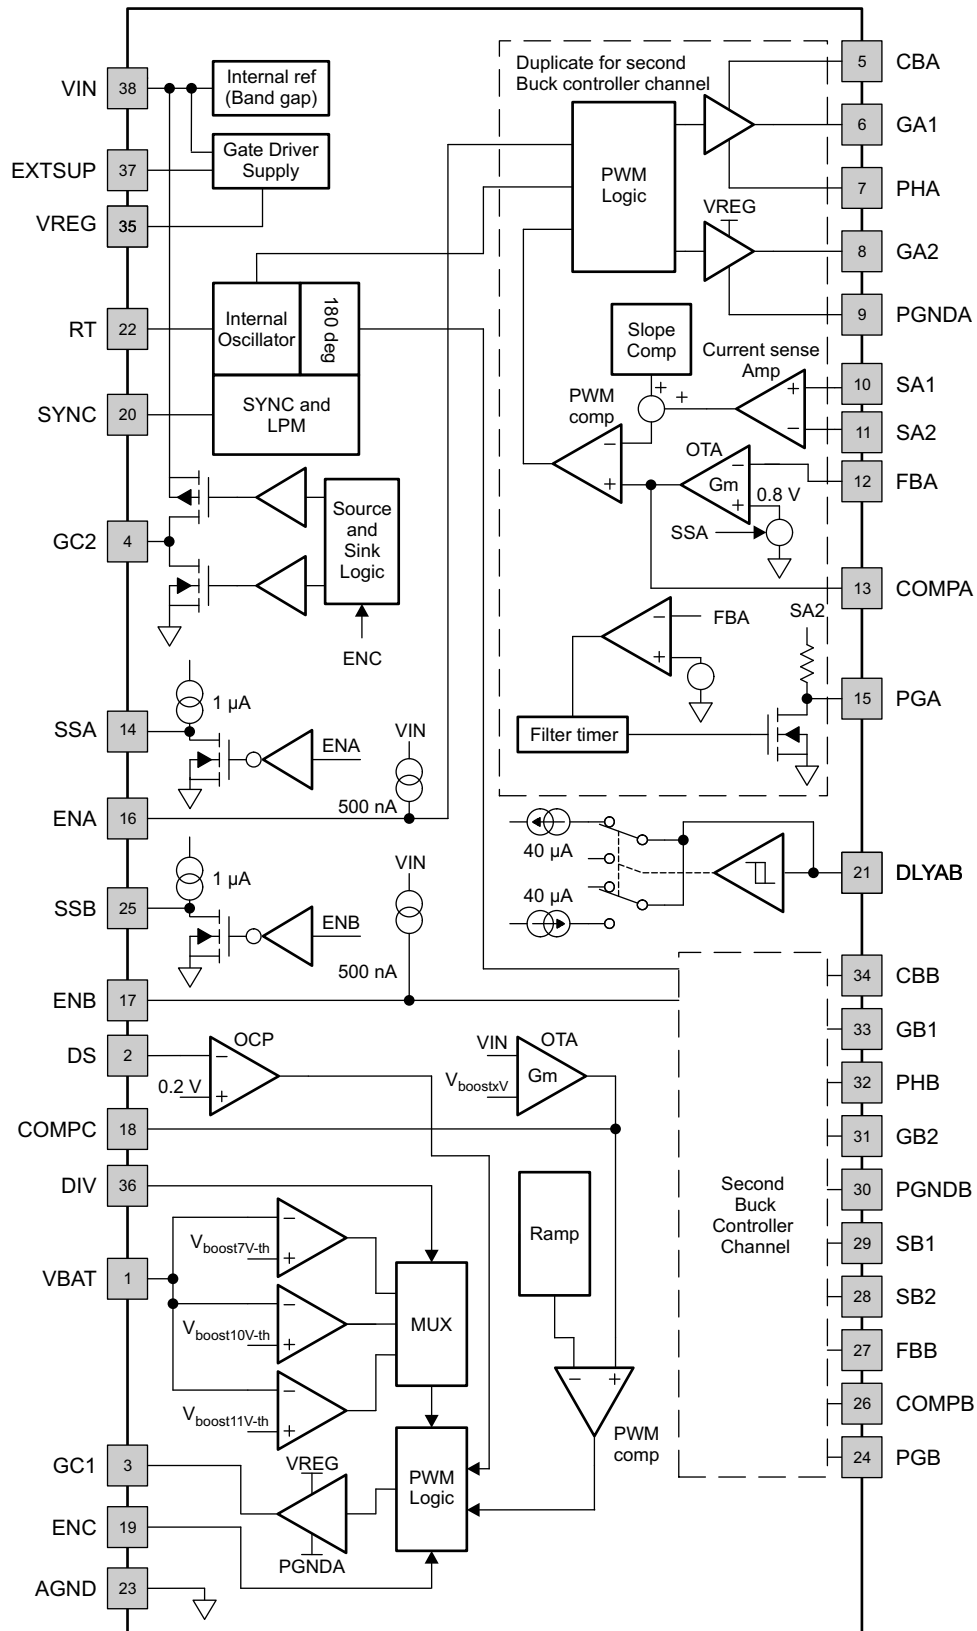 VIN
38
Internal ref
(Band gap)
EXTSUP
37
Gate Driver
Supply
VREG
35
RT
22
Internal
Oscillator
180 deg
SYNC
20
SYNC and
LPM
GC2
4
Source
and
Sink
Logic
ENC
1 µA
SSA
14
ENA
VIN
500 nA
ENA
16
1 µA
SSB
25
ENB
VIN
500 nA
ENB
17
DS
2
OCP
−
0.2 V
+
VIN
OTA
Gm
VboostxV
COMPC
18
DIV
36
VBAT
1
−
Vboost7V-th
+
−
Vboost10V-th
+
−
Vboost11V-th
+
MUX
Ramp
−
+
PWM
comp
GC1
3
VREG
PGNDA
PWM
Logic
ENC
19
AGND
23
Duplicate for second
Buck controller channel
PWM
Logic
VREG
Slope
Comp
Current sense
Amp
+
+
+
−
PWM
comp
−
+
OTA
Gm
−
+
0.8 V
SSA
FBA
−
+
SA2
Filter timer
5
CBA
6
GA1
7
PHA
8
GA2
9
PGNDA
10
SA1
11
SA2
12
FBA
13
COMPA
15
PGA
40 µA
40 µA
21
DLYAB
Second
Buck
Controller
Channel
34
CBB
33
GB1
32
PHB
31
GB2
30
PGNDB
29
SB1
28
SB2
27
FBB
26
COMPB
24
PGB